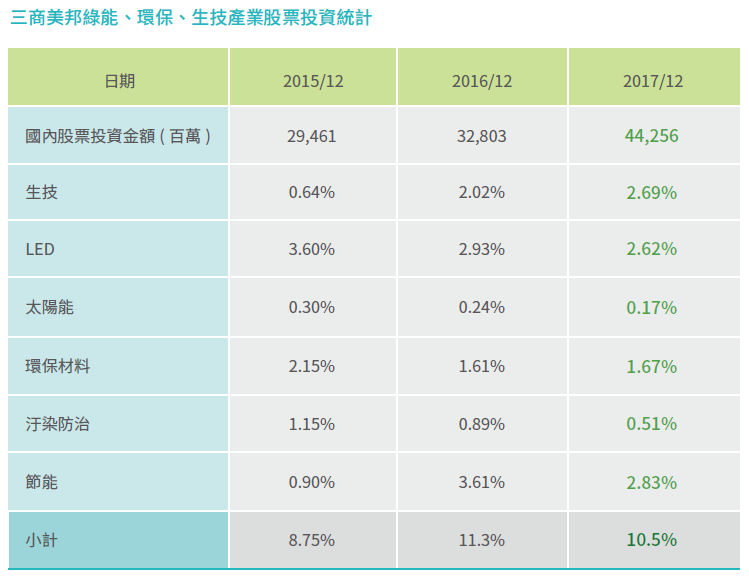 三商美邦綠能、環保、生技產業股票投資統計
日期 2015/12 2016/12 2017/12
國內股票投資金額 ( 百萬 ) 29,461 32,803 44,256
生技 0.64% 2.02% 2.69%
LED 3.60% 2.93% 2.62%
太陽能 0.30% 0.24% 0.17%
環保材料 2.15% 1.61% 1.67%
汙染防治 1.15% 0.89% 0.51%
節能 0.90% 3.61% 2.83%
小計 8.75% 11.3% 10.5%